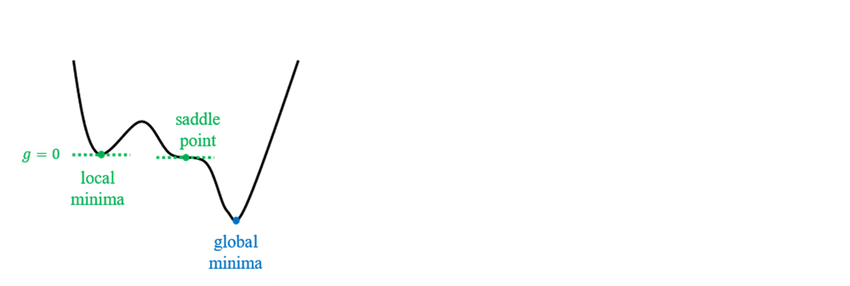 saddle
point
g = 0
local
minima
global
minima